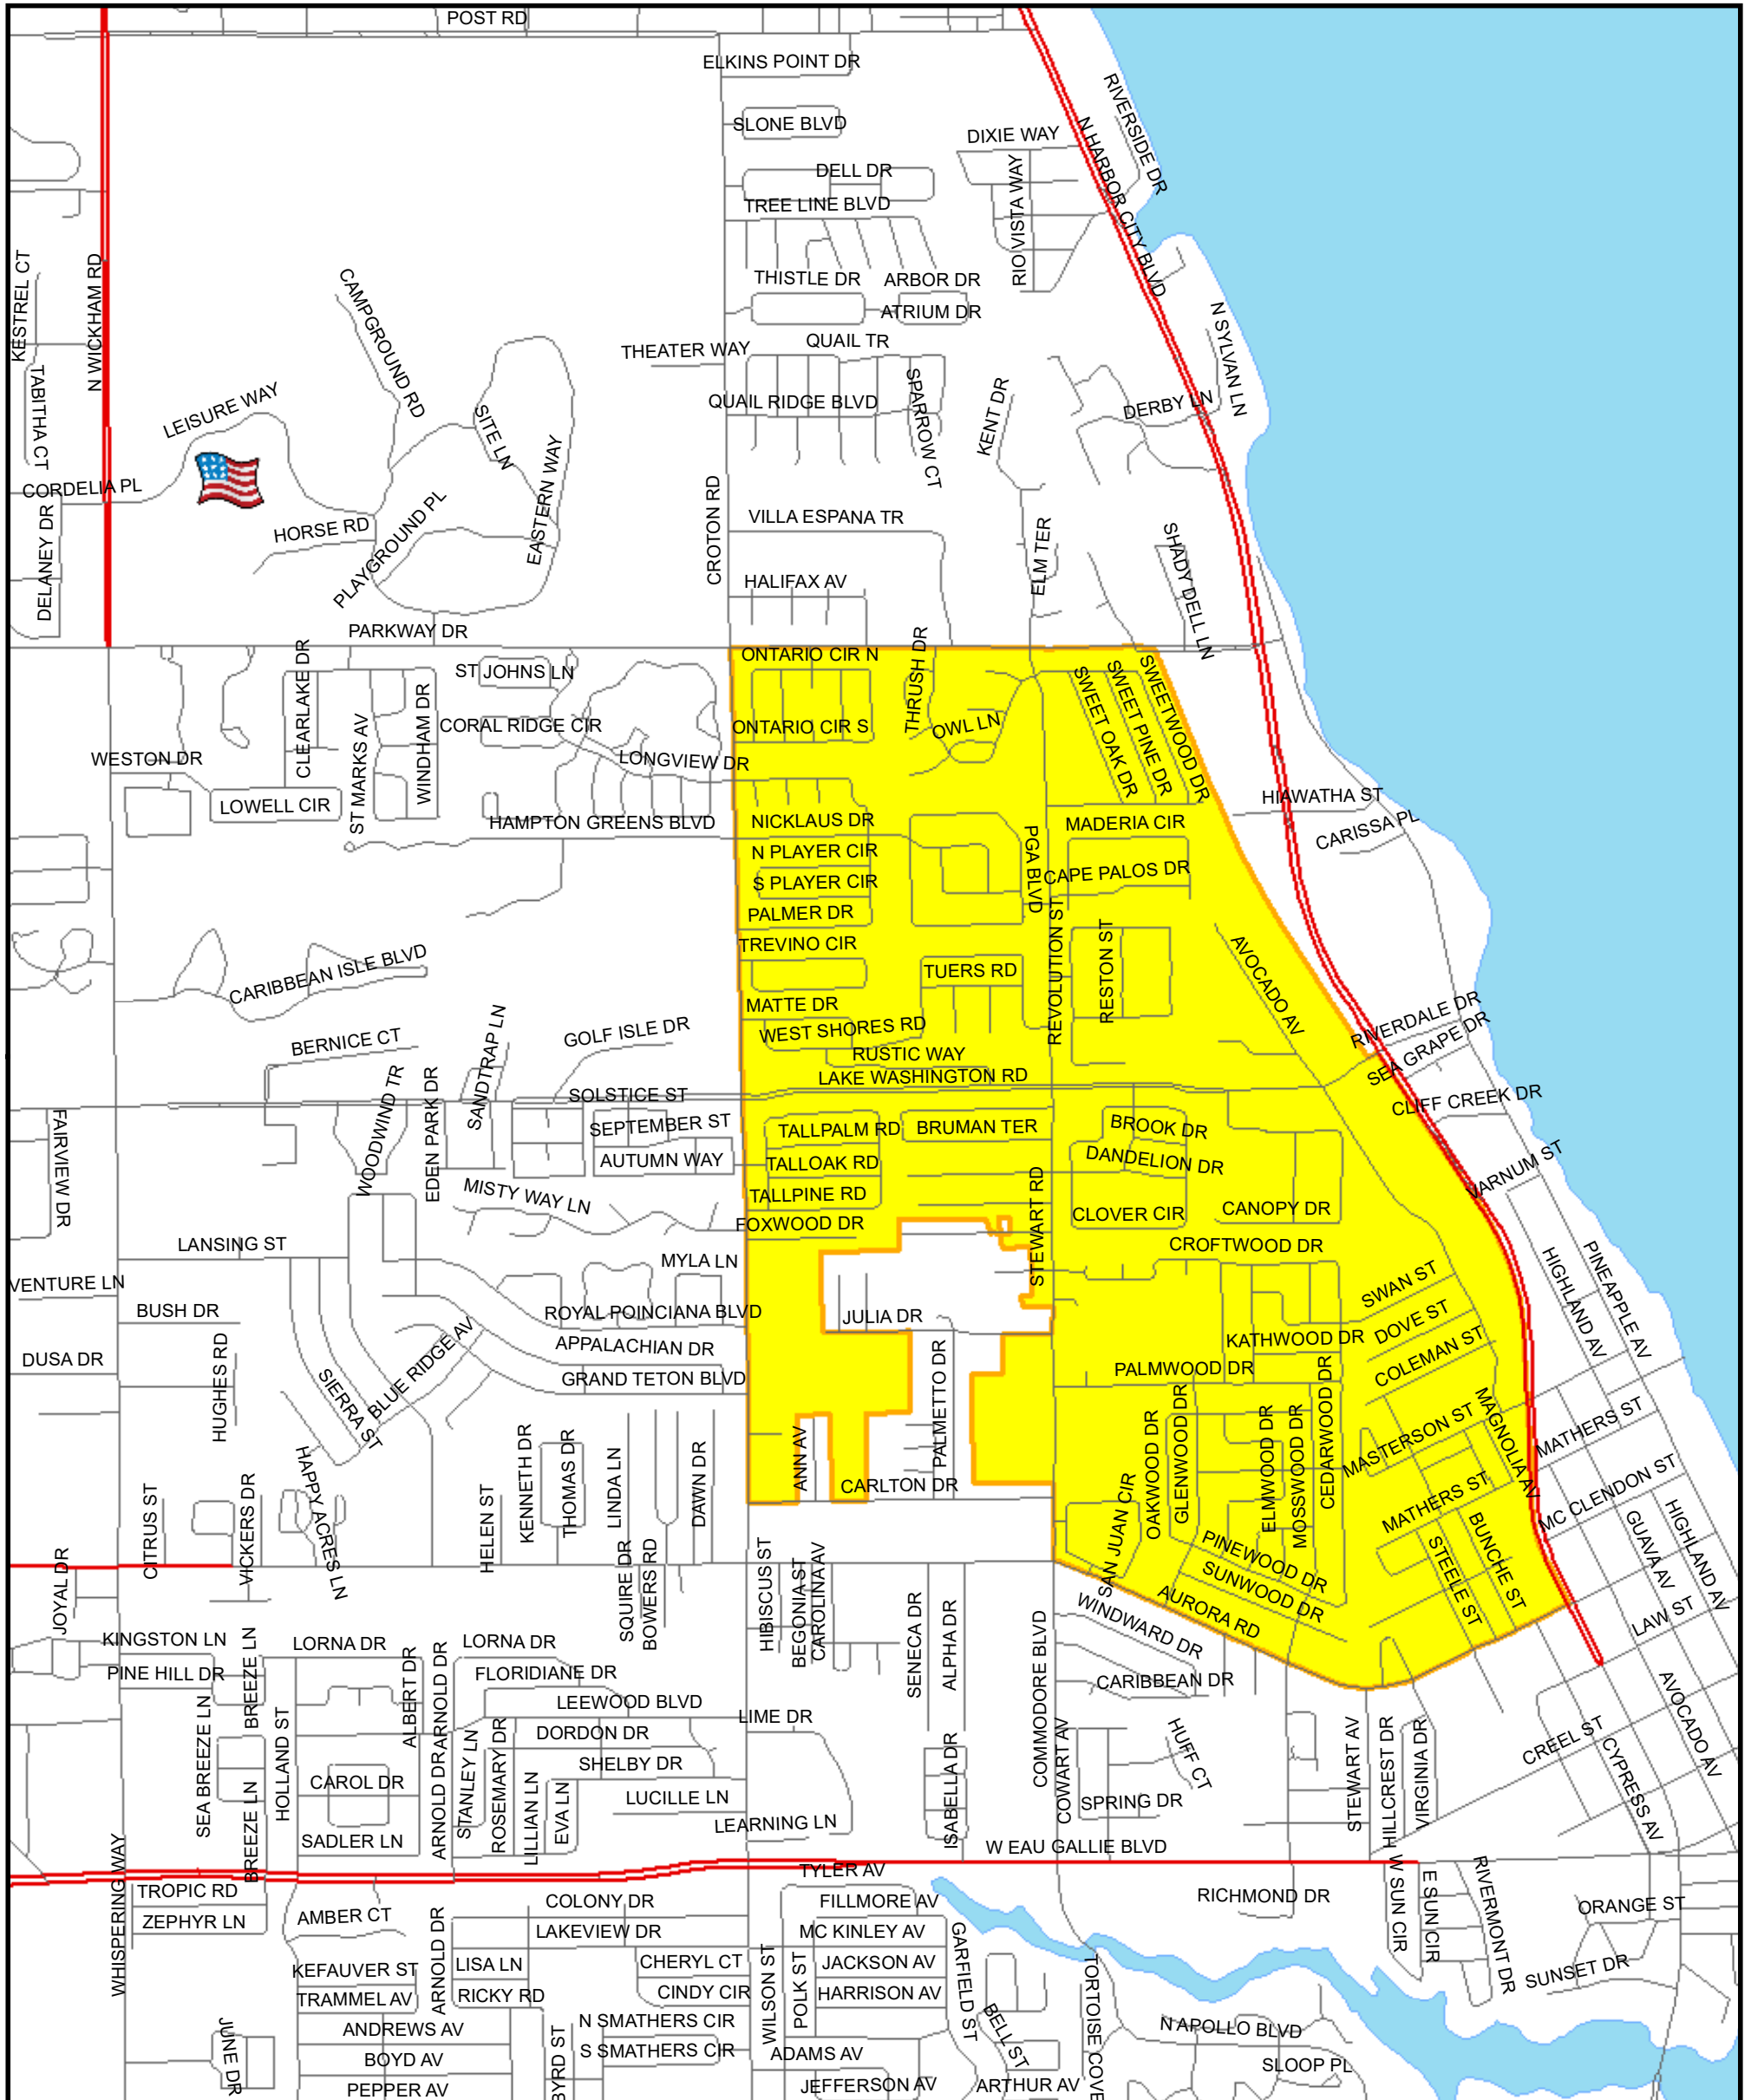 POST RD
ELKINS POINT DR
SLONE BLVD
DIXIE WAY
RIVERSIDE DR
N HARBOR CITY BLVD
DELL DR
TREE LINE BLVD
RIO VISTA WAY
THISTLE DR
ARBOR DR
ATRIUM DR
KESTREL CT
N WICKHAM RD
CAMPGROUND RD
THEATER WAY
QUAIL TR
N SYLVAN LN
TABITHA CT
LEISURE WAY
SITE LN
QUAIL RIDGE BLVD
SPARROW CT
KENT DR
DERBY LN
CORDELIA PL
DELANEY DR
HORSE RD
PLAYGROUND PL
EASTERN WAY
CROTON RD
VILLA ESPANA TR
ELM TER
SHADY DELL LN
HALIFAX AV
PARKWAY DR
ONTARIO CIR N
THRUSH DR
CLEARLAKE DR
ST JOHNS LN
WINDHAM DR
ST MARKS AV
CORAL RIDGE CIR
ONTARIO CIR S
OWL LN
SWEET OAK DR
SWEET PINE DR
SWEETWOOD DR
WESTON DR
LONGVIEW DR
LOWELL CIR
HAMPTON GREENS BLVD
NICKLAUS DR
MADERIA CIR
HIAWATHA ST
CARISSA PL
N PLAYER CIR
S PLAYER CIR
PGA BLVD
CAPE PALOS DR
PALMER DR
TREVINO CIR
REVOLUTION ST
RESTON ST
AVOCADO AV
CARIBBEAN ISLE BLVD
TUERS RD
MATTE DR
WEST SHORES RD
RIVERDALE DR
SEA GRAPE DR
BERNICE CT
SANDTRAP LN
GOLF ISLE DR
RUSTIC WAY
LAKE WASHINGTON RD
SOLSTICE ST
CLIFF CREEK DR
FAIRVIEW DR
WOODWIND TR
EDEN PARK DR
SEPTEMBER ST
AUTUMN WAY
TALLPALM RD
BRUMAN TER
BROOK DR
TALLOAK RD
DANDELION DR
VARNUM ST
TALLPINE RD
MISTY WAY LN
FOXWOOD DR
STEWART RD
CLOVER CIR
CANOPY DR
LANSING ST
MYLA LN
CROFTWOOD DR
HIGHLAND AV
PINEAPPLE AV
VENTURE LN
BUSH DR
ROYAL POINCIANA BLVD
JULIA DR
SWAN ST
DOVE ST
COLEMAN ST
KATHWOOD DR
DUSA DR
HUGHES RD
SIERRA ST
BLUE RIDGE AV
APPALACHIAN DR
GRAND TETON BLVD
PALMETTO DR
PALMWOOD DR
CEDARWOOD DR
MAGNOLIA AV
MASTERSON ST
MATHERS ST
HAPPY ACRES LN
KENNETH DR
THOMAS DR
LINDA LN
DAWN DR
ANN AV
CARLTON DR
OAKWOOD DR
GLENWOOD DR
ELMWOOD DR
MOSSWOOD DR
MATHERS ST
MC CLENDON ST
CITRUS ST
VICKERS DR
HELEN ST
SAN JUAN CIR
PINEWOOD DR
SUNWOOD DR
AURORA RD
STEELE ST
BUNCHE ST
GUAVA AV
HIGHLAND AV
JOYAL DR
SQUIRE DR
BOWERS RD
HIBISCUS ST
BEGONIA ST
CAROLINA AV
WINDWARD DR
LAW ST
KINGSTON LN
LORNA DR
LORNA DR
SENECA DR
ALPHA DR
COMMODORE BLVD
CARIBBEAN DR
PINE HILL DR
BREEZE LN
ALBERT DR
ARNOLD DR
FLORIDIANE DR
LEEWOOD BLVD
AVOCADO AV
SEA BREEZE LN
HOLLAND ST
DORDON DR
LIME DR
HUFF CT
CREEL ST
CYPRESS AV
ARNOLD DR
STANLEY LN
ROSEMARY DR
SHELBY DR
ISABELLA DR
COWART AV
STEWART AV
HILLCREST DR
VIRGINIA DR
CAROL DR
LILLIAN LN
EVA LN
LUCILLE LN
SPRING DR
BREEZE LN
SADLER LN
LEARNING LN
W EAU GALLIE BLVD
WHISPERING WAY
TROPIC RD
TYLER AV
W SUN CIR
E SUN CIR
RIVERMONT DR
ZEPHYR LN
AMBER CT
COLONY DR
FILLMORE AV
RICHMOND DR
ORANGE ST
ARNOLD DR
LAKEVIEW DR
MC KINLEY AV
GARFIELD ST
KEFAUVER ST
LISA LN
CHERYL CT
JACKSON AV
SUNSET DR
TRAMMEL AV
RICKY RD
CINDY CIR
WILSON ST
POLK ST
HARRISON AV
TORTOISE COVE
JUNE DR
ANDREWS AV
N SMATHERS CIR
BELL ST
N APOLLO BLVD
BOYD AV
BYRD ST
S SMATHERS CIR
ADAMS AV
SLOOP PL
PEPPER AV
JEFFERSON AV
ARTHUR AV